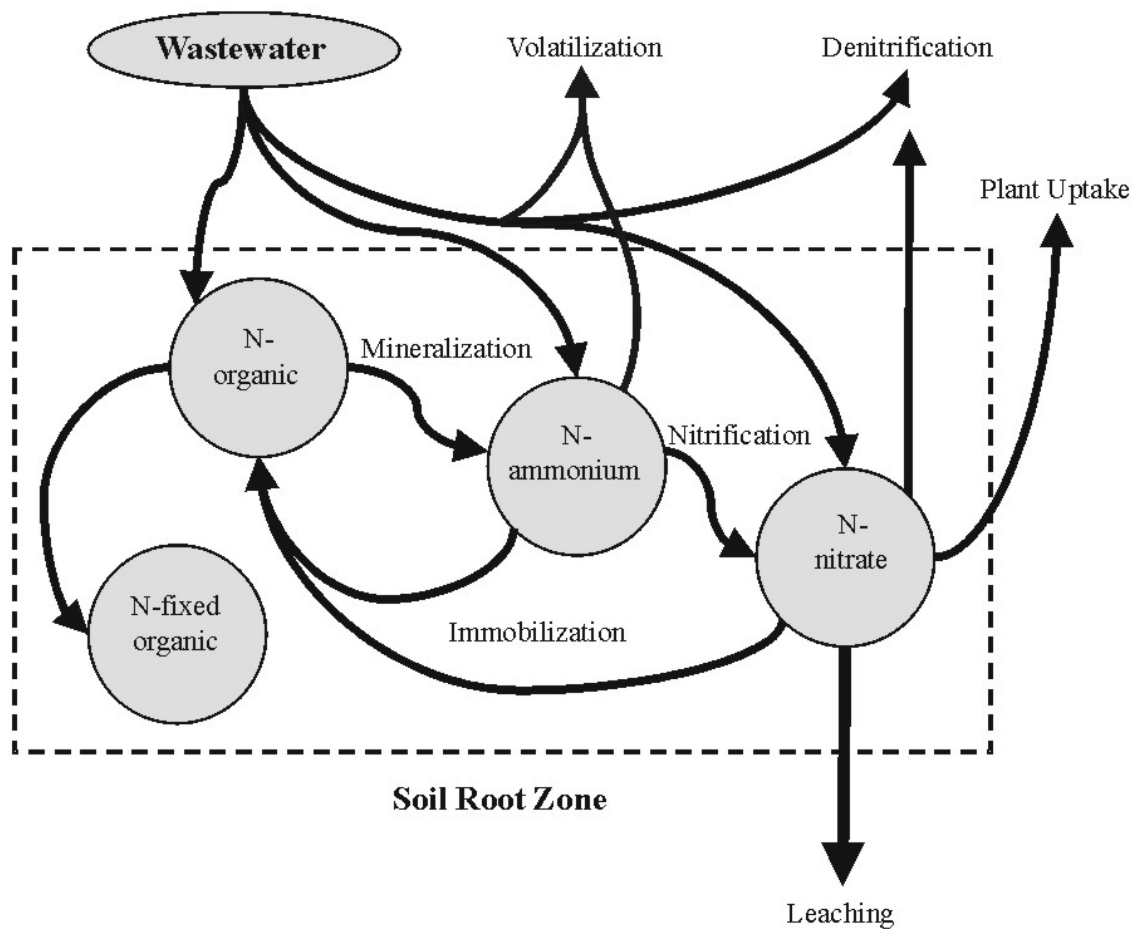 Wastewater
Volatilization
Denitrification
Plant Uptake
N-
organic
Mineralization
N-
ammonium
Nitrification
N-
nitrate
N-fixed
organic
Immobilization
Soil Root Zone
Leaching